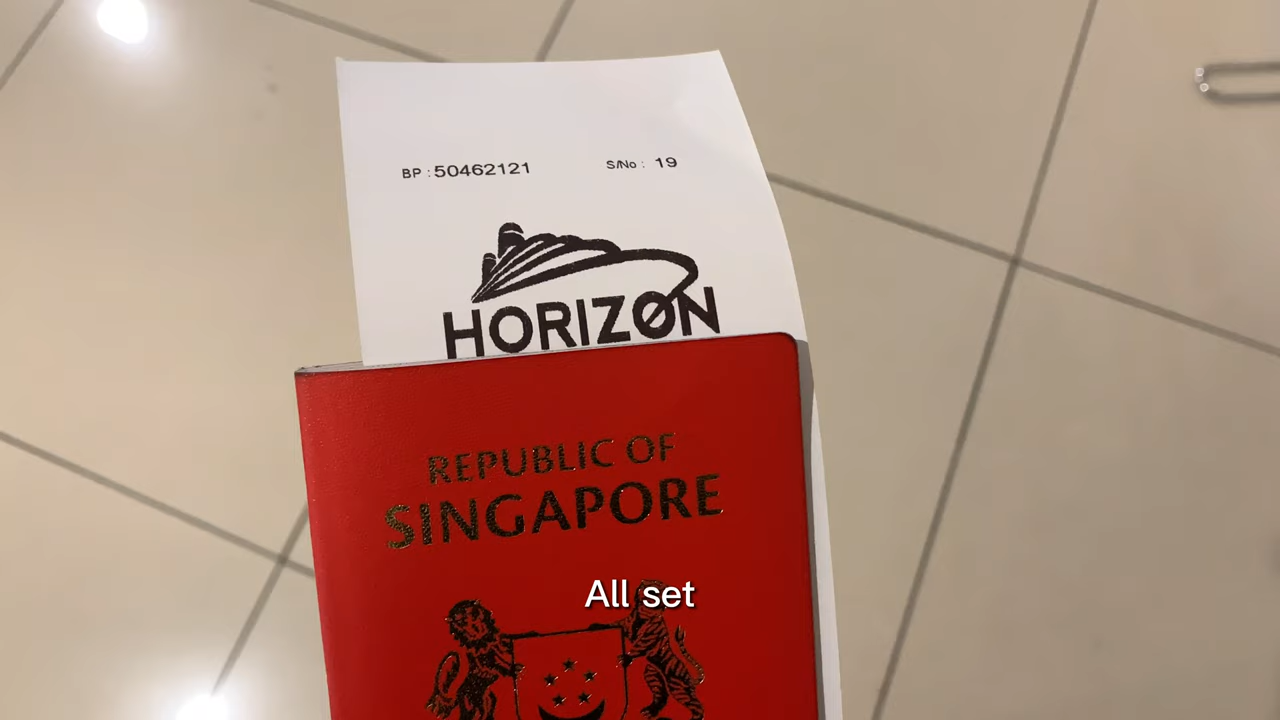 BP : 50462121 S/No : 19
HORIZON
REPUBLIC OF
SINGAPORE
All set